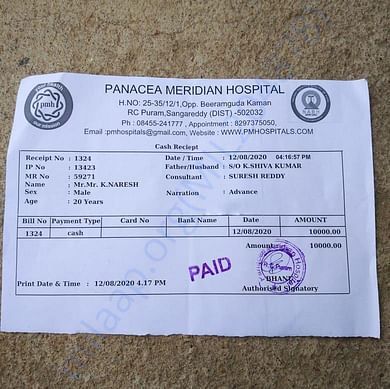 PANACEA MERIDIAN HOSPITAL
H.NO: 25-35/12/1,Opp. Beeramguda Kaman
RC Puram,Sangareddy (DIST) -502032
Ph : 08455-241777 , Appointment : 8297375050,
Email :pmhospitals@gmail.com, Website : WWW.PMHOSPITALS.COM
pmh
Cash Reciept
Receipt No : 1324 Date / Time : 12/08/2020 04:16:57 PM
IP No : 13423 Father/Husband : S/O K.SHIVA KUMAR
MR No : 59271 Consultant : SURESH REDDY
Name : Mr.Mr. K.NARESH
Sex : Male Narration : Advance
Age : 20 Years
Bill No Payment Type Card No Bank Name Date AMOUNT
1324 cash 12/08/2020 10000.00
Amount: 10000.00
PAID
R.C.Puram
BHANU
Print Date & Time : 12/08/2020 4.17 PM Authorised Signatory